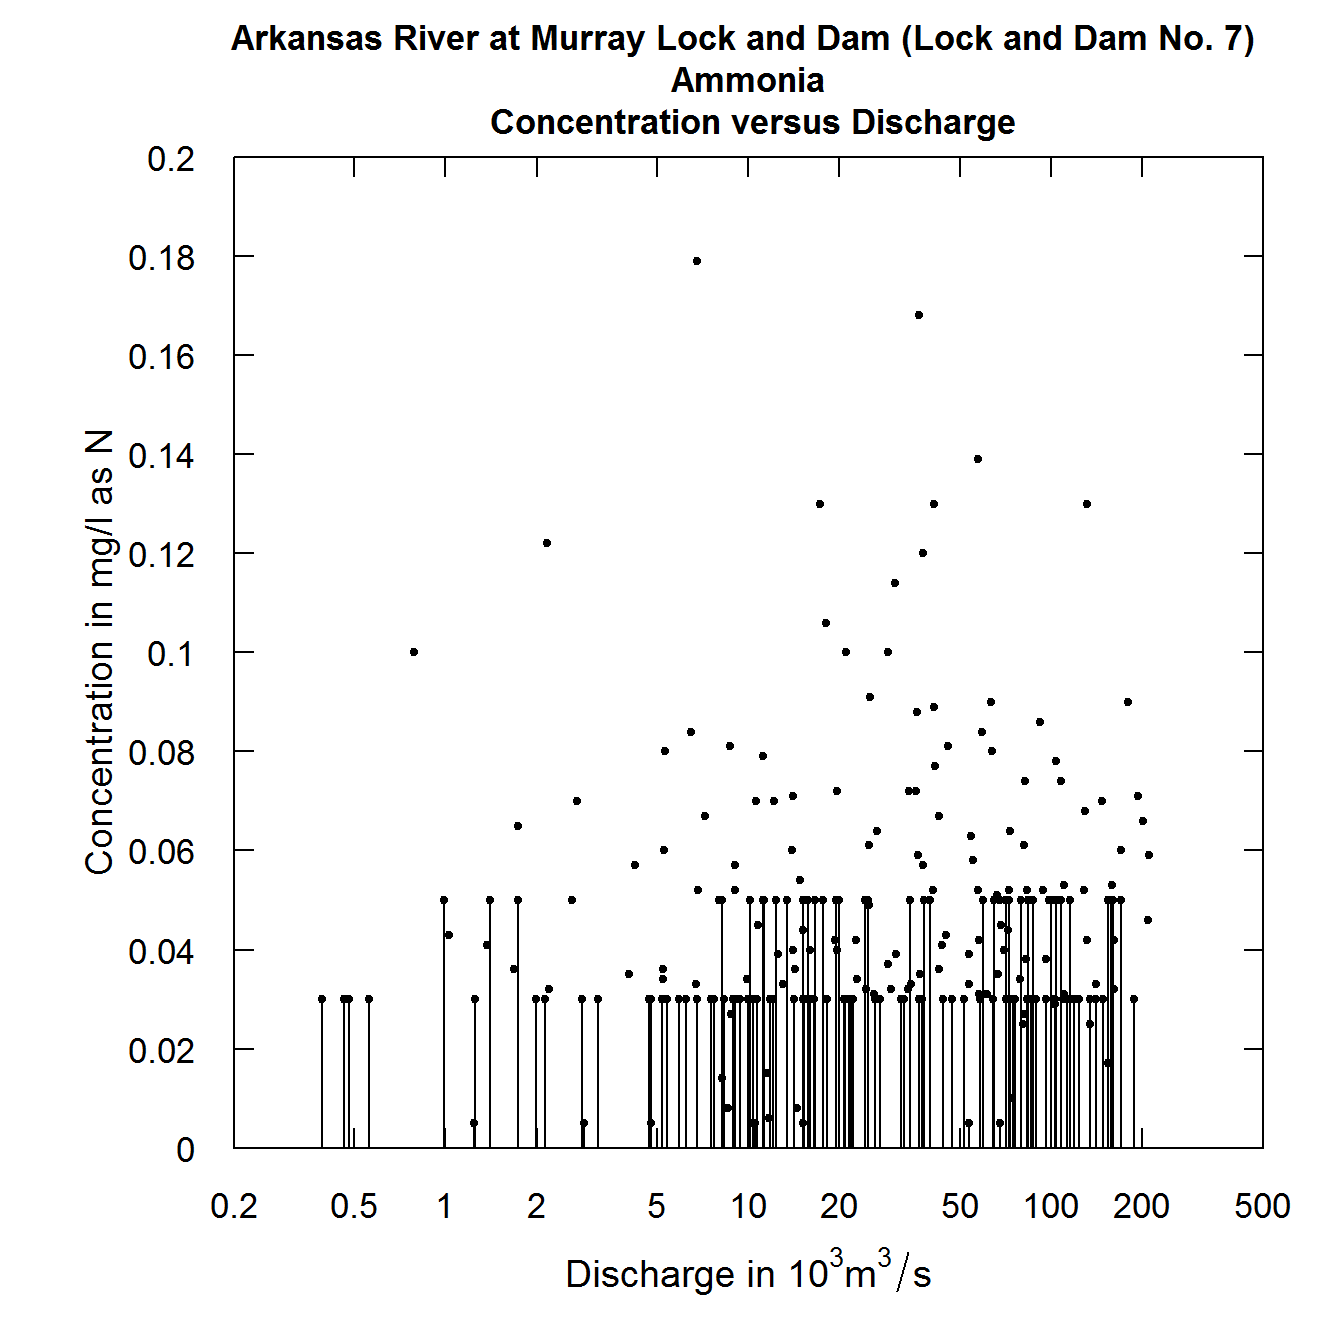 Arkansas River at Murray Lock and Dam (Lock and Dam No. 7)
Ammonia
Concentration versus Discharge
Concentration in mg/l as N
0.2
0.18
0.16
0.14
0.12
0.1
0.08
0.06
0.04
0.02
0
0.2 0.5 1 2 5 10 20 50 100 200 500
Discharge in 10³m³/s